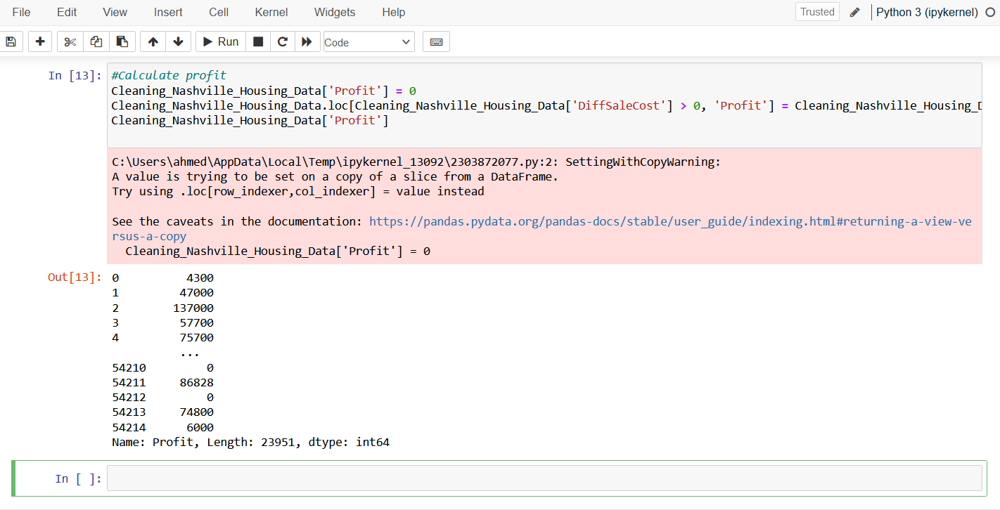 File Edit View Insert Cell Kernel Widgets Help Trusted Python 3 (ipykernel)
Run Code
In [13]: #Calculate profit
Cleaning_Nashville_Housing_Data['Profit'] = 0
Cleaning_Nashville_Housing_Data.loc[Cleaning_Nashville_Housing_Data['DiffSaleCost'] > 0, 'Profit'] = Cleaning_Nashville_Housing_
Cleaning_Nashville_Housing_Data['Profit']
C:\Users\ahmed\AppData\Local\Temp\ipykernel_13092\2303872077.py:2: SettingWithCopyWarning:
A value is trying to be set on a copy of a slice from a DataFrame.
Try using .loc[row_indexer,col_indexer] = value instead
See the caveats in the documentation: https://pandas.pydata.org/pandas-docs/stable/user_guide/indexing.html#returning-a-view-ve
rsus-a-copy
Cleaning_Nashville_Housing_Data['Profit'] = 0
Out[13]: 0 4300
1 47000
2 137000
3 57700
4 75700
...
54210 0
54211 86828
54212 0
54213 74800
54214 6000
Name: Profit, Length: 23951, dtype: int64
In [ ]: